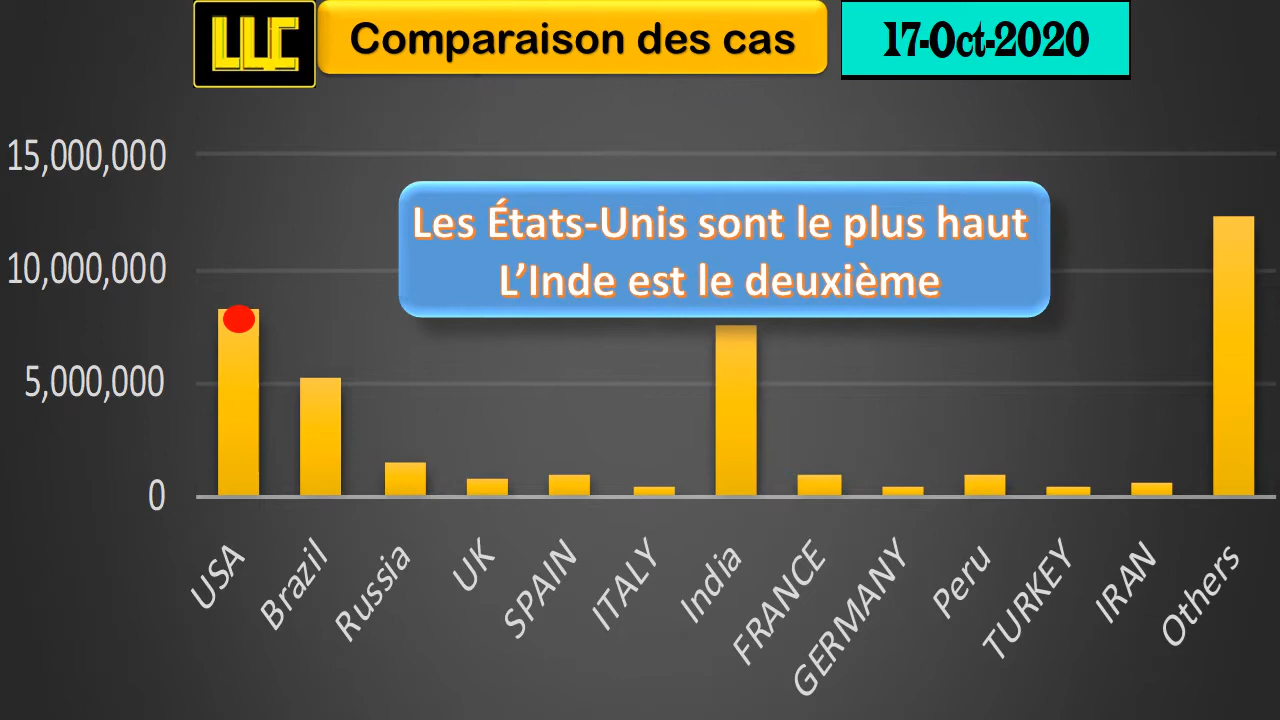 LLC
Comparaison des cas
17-Oct-2020
15,000,000
10,000,000
5,000,000
0
Les États-Unis sont le plus haut
L’Inde est le deuxième
USA
Brazil
Russia
UK
SPAIN
ITALY
India
FRANCE
GERMANY
Peru
TURKEY
IRAN
Others